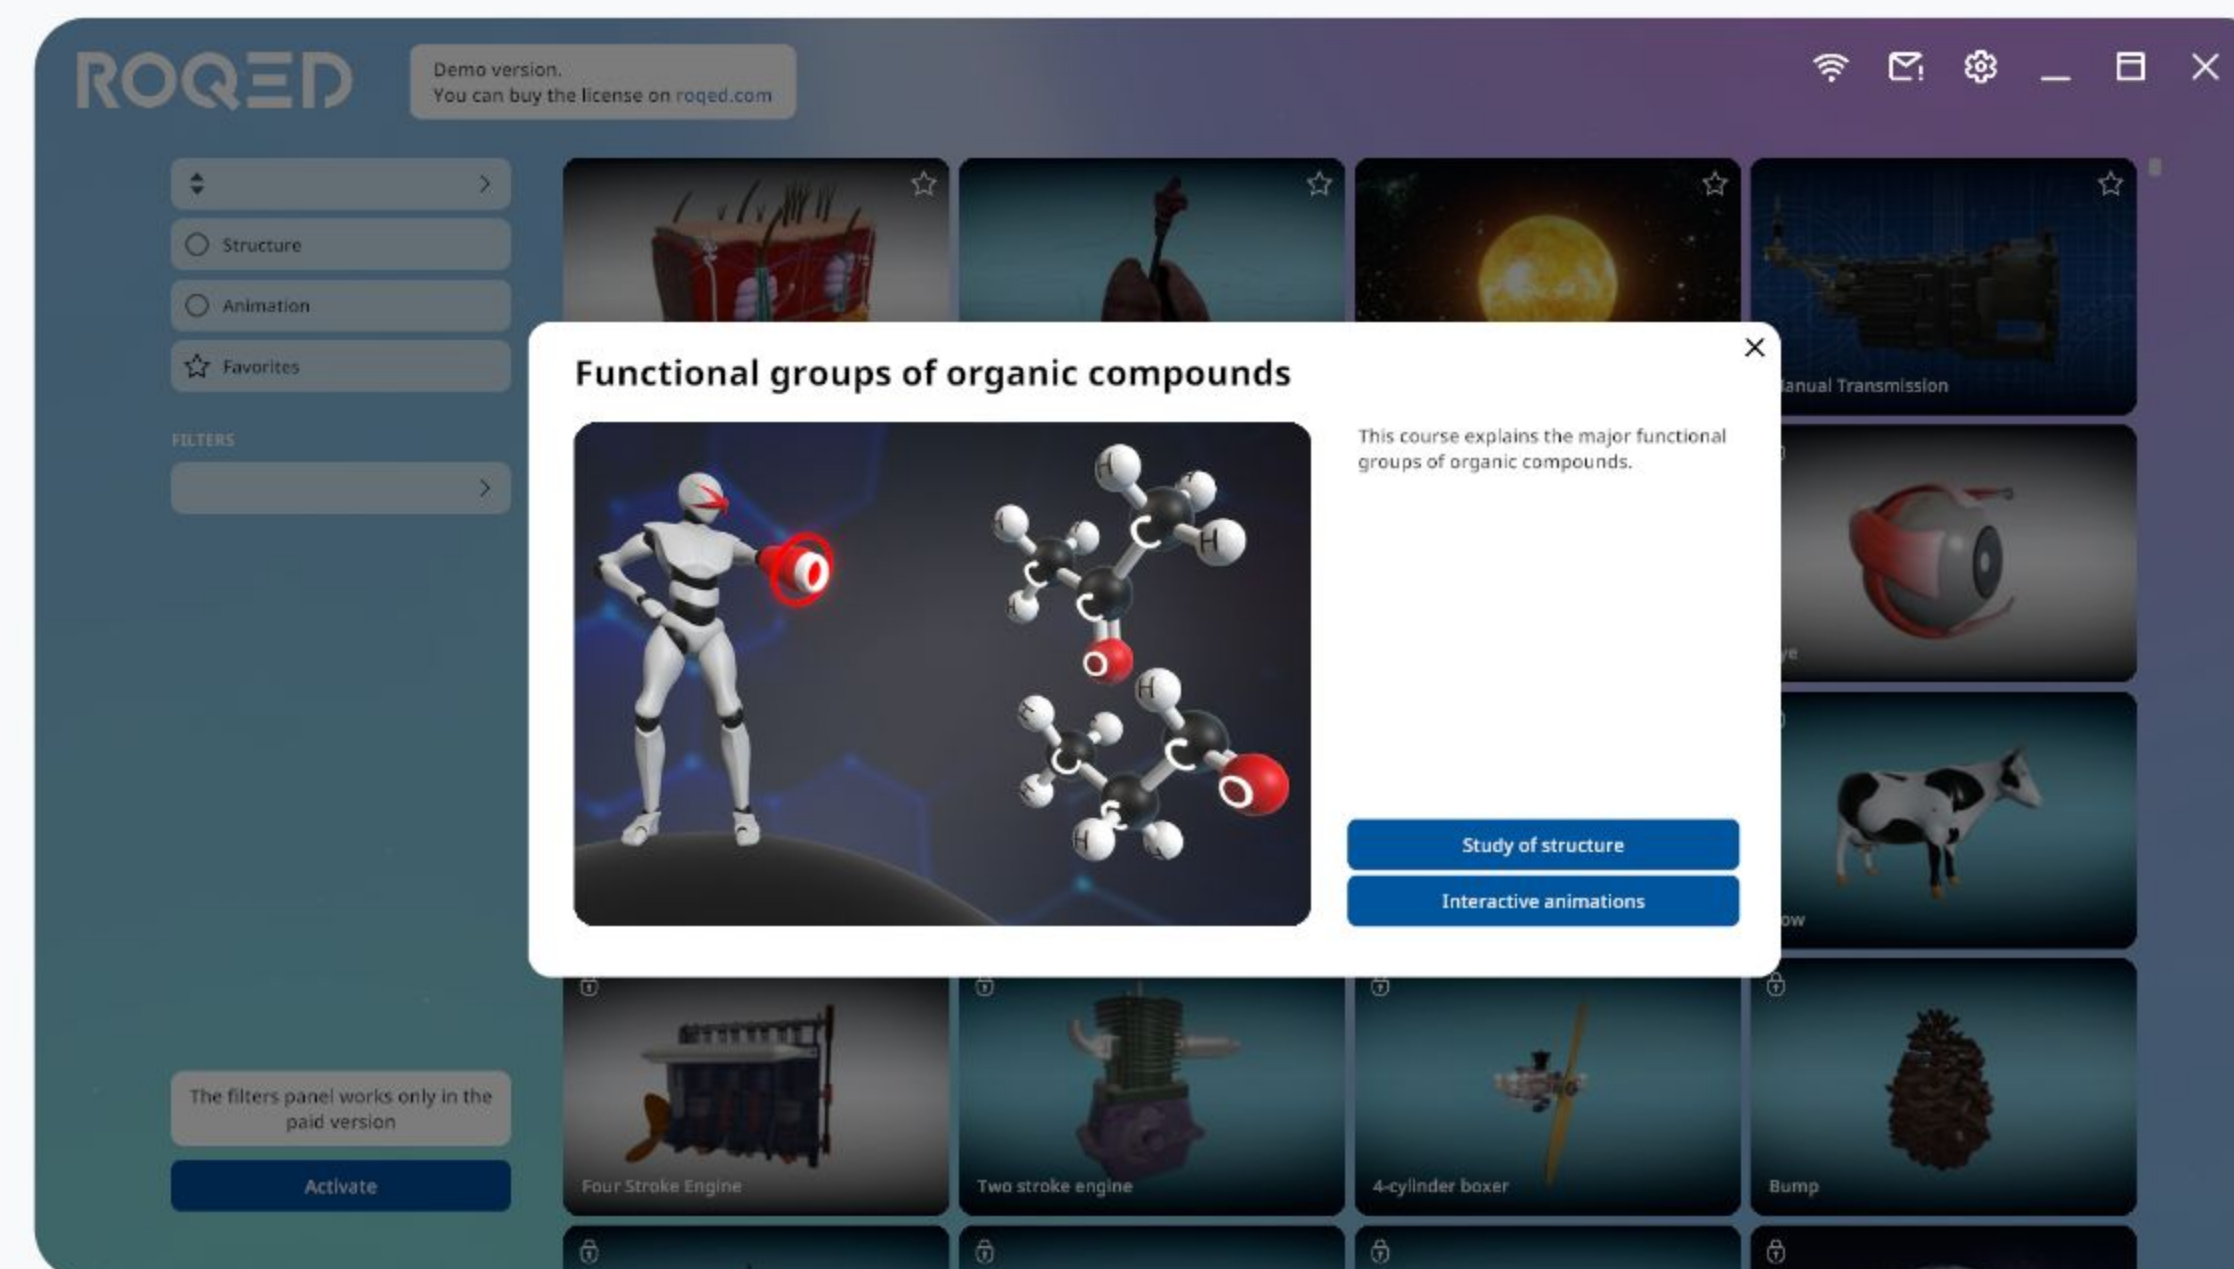 ROQED
Demo version.
You can buy the license on roqed.com
Structure
Animation
Favorites
FILTERS
anual Transmission
Functional groups of organic compounds
This course explains the major functional
groups of organic compounds.
H
H
H
C
C
H
C
H
O
H
H
C
C
O
H
C
H
H
ye
Study of structure
Interactive animations
ow
The filters panel works only in the
paid version
Activate
Four Stroke Engine
Two stroke engine
4-cylinder boxer
Bump